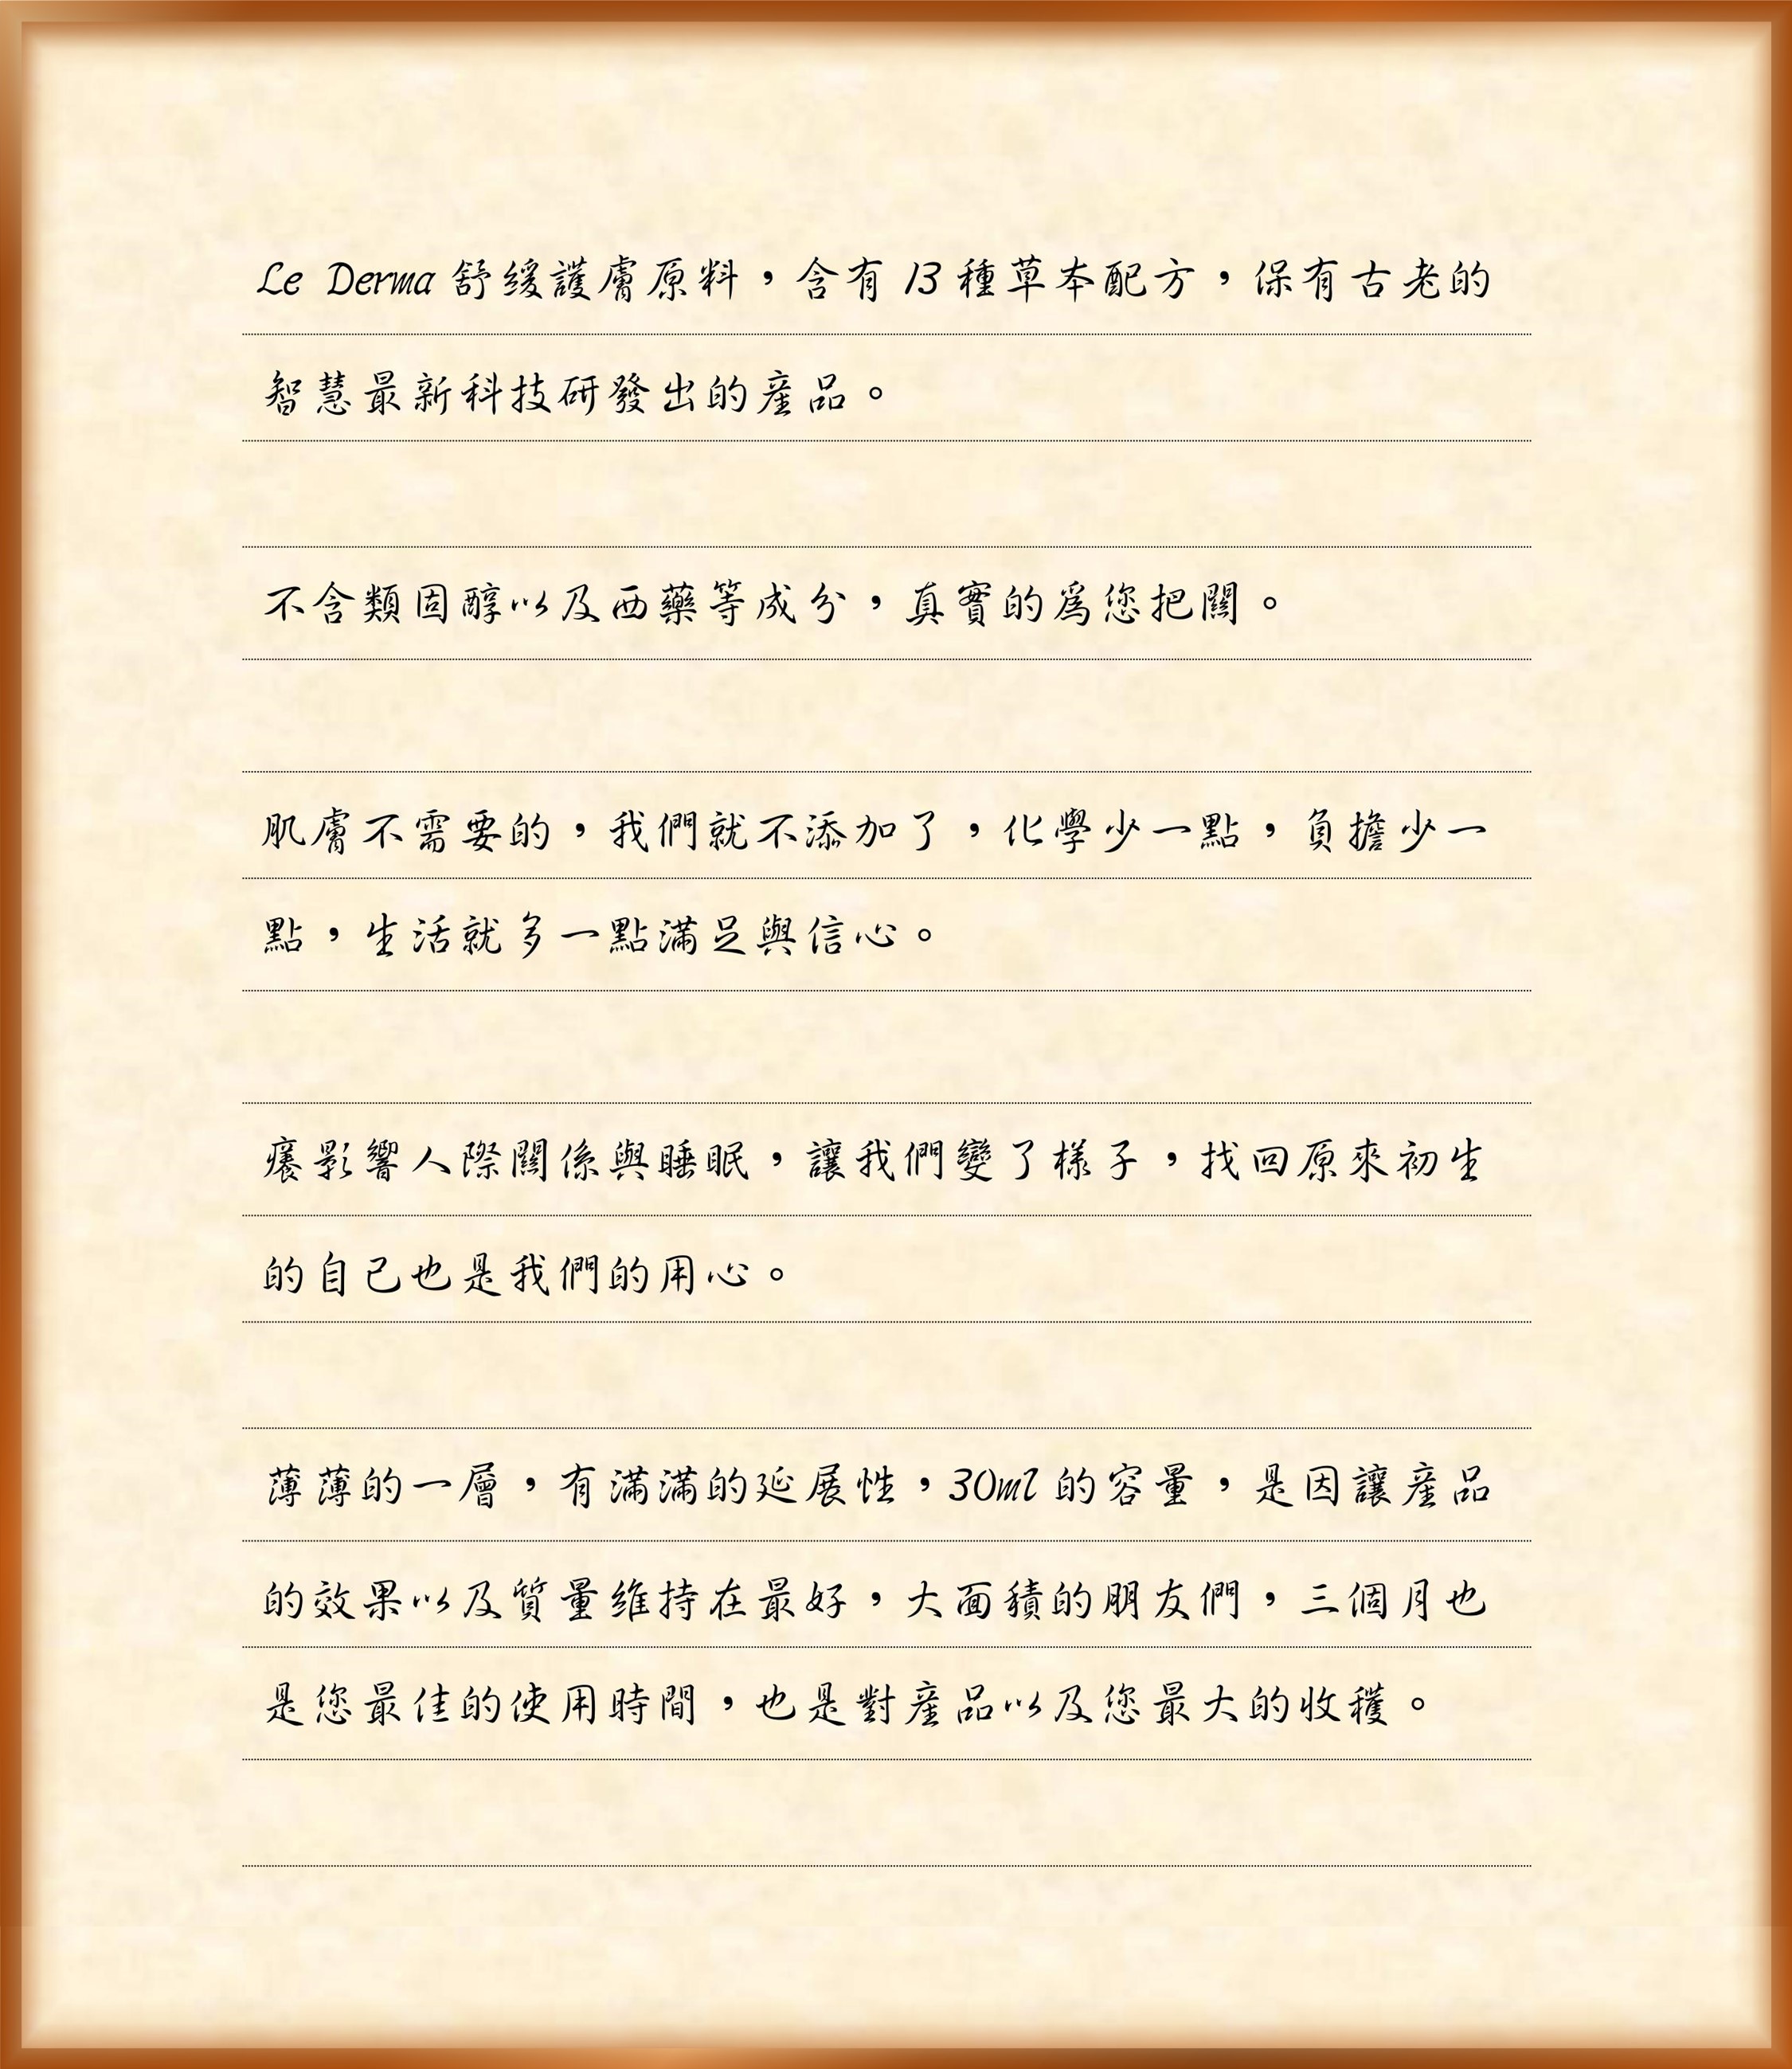 Le Derma 舒緩護膚原料，含有 13 種草本配方，保有古老的
智慧最新科技研發出的産品。
不含類固醇以及西藥等成分，真實的爲您把關。
肌膚不需要的，我們就不添加了，化學少一點，負擔少一
點，生活就多一點滿足與信心。
癢影響人際關係與睡眠，讓我們變了樣子，找回原來初生
的自己也是我們的用心。
薄薄的一層，有滿滿的延展性，30ml 的容量，是因讓産品
的效果以及質量維持在最好，大面積的朋友們，三個月也
是您最佳的使用時間，也是對産品以及您最大的收穫。